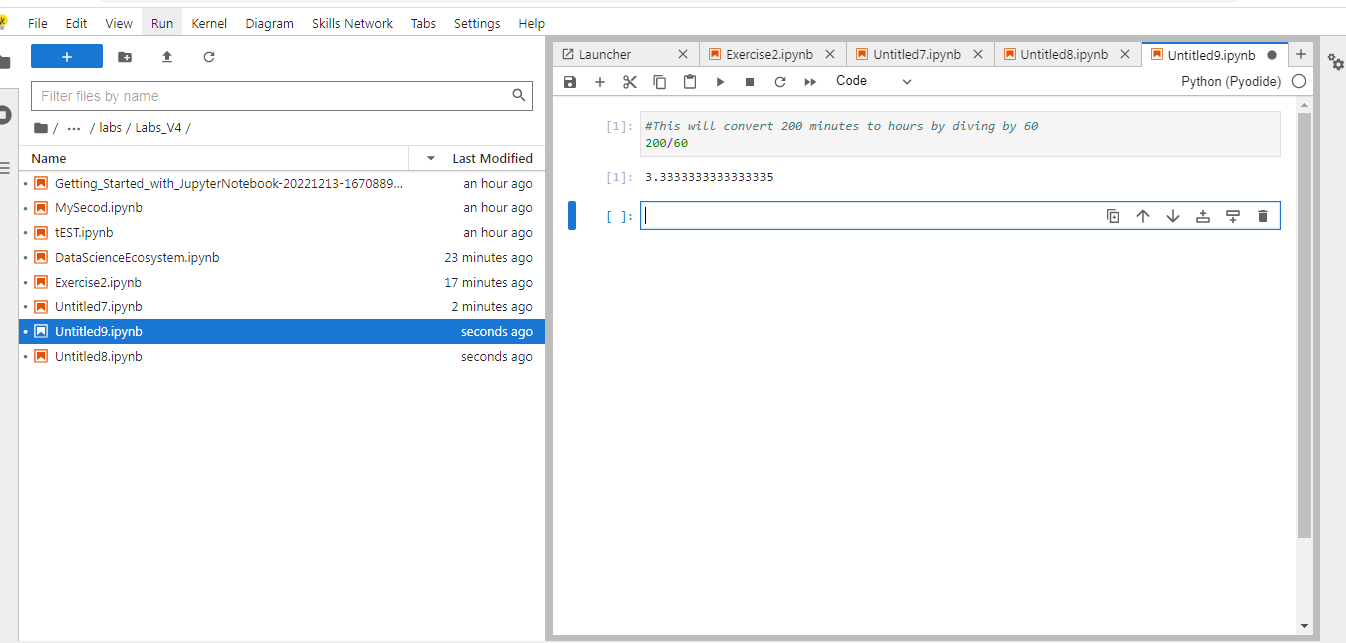 File Edit View Run Kernel Diagram Skills Network Tabs Settings Help
+
Filter files by name
/ ... / labs / Labs_V4 /
Name Last Modified
Getting_Started_with_JupyterNotebook-20221213-1670889... an hour ago
MySecod.ipynb an hour ago
tEST.ipynb an hour ago
DataScienceEcosystem.ipynb 23 minutes ago
Exercise2.ipynb 17 minutes ago
Untitled7.ipynb 2 minutes ago
Untitled9.ipynb seconds ago
Untitled8.ipynb seconds ago
Launcher Exercise2.ipynb Untitled7.ipynb Untitled8.ipynb Untitled9.ipynb +
Code Python (Pyodide)
[1]: #This will convert 200 minutes to hours by diving by 60
200/60
[1]: 3.3333333333333335
[ ]: